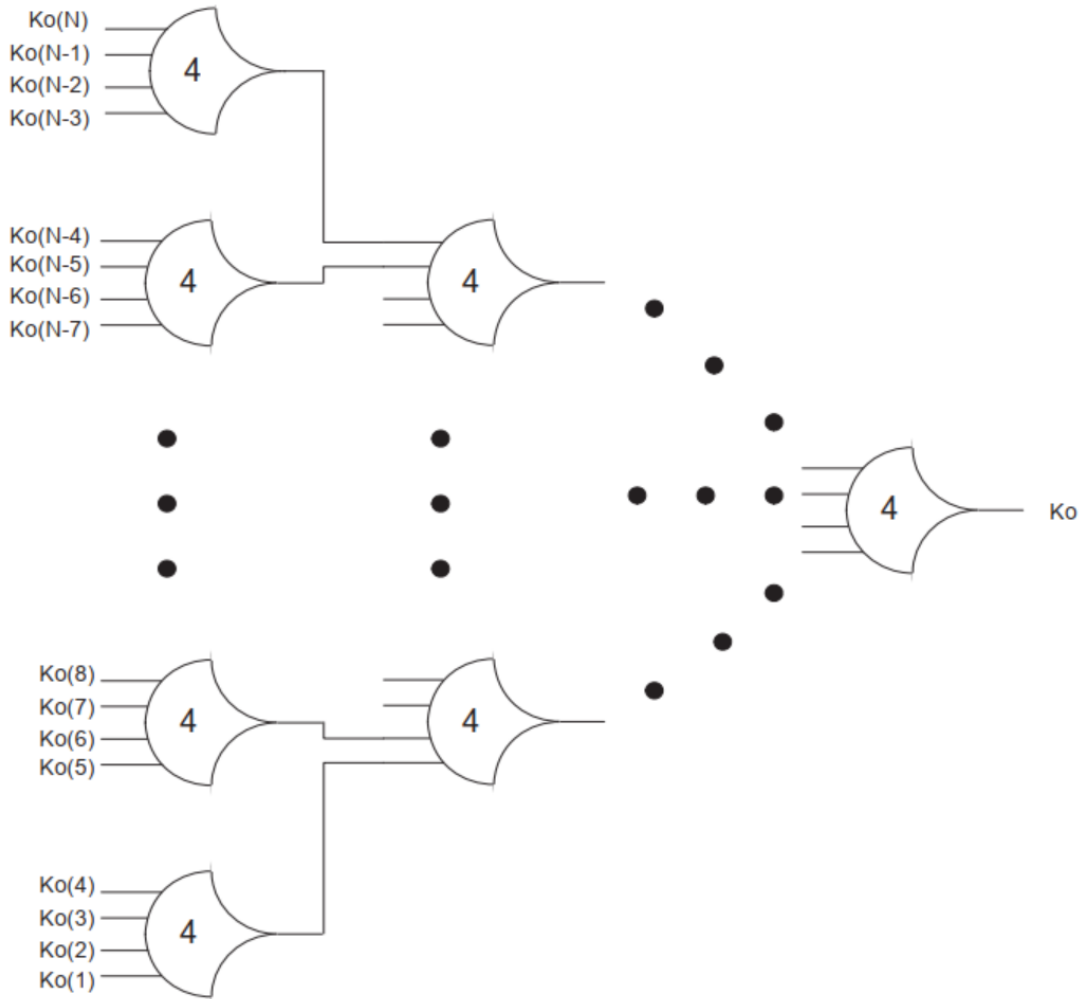 Ko(N)
Ko(N-1)
Ko(N-2)
Ko(N-3)
4
Ko(N-4)
Ko(N-5)
Ko(N-6)
Ko(N-7)
4
4
4
Ko
Ko(8)
Ko(7)
Ko(6)
Ko(5)
4
4
Ko(4)
Ko(3)
Ko(2)
Ko(1)
4